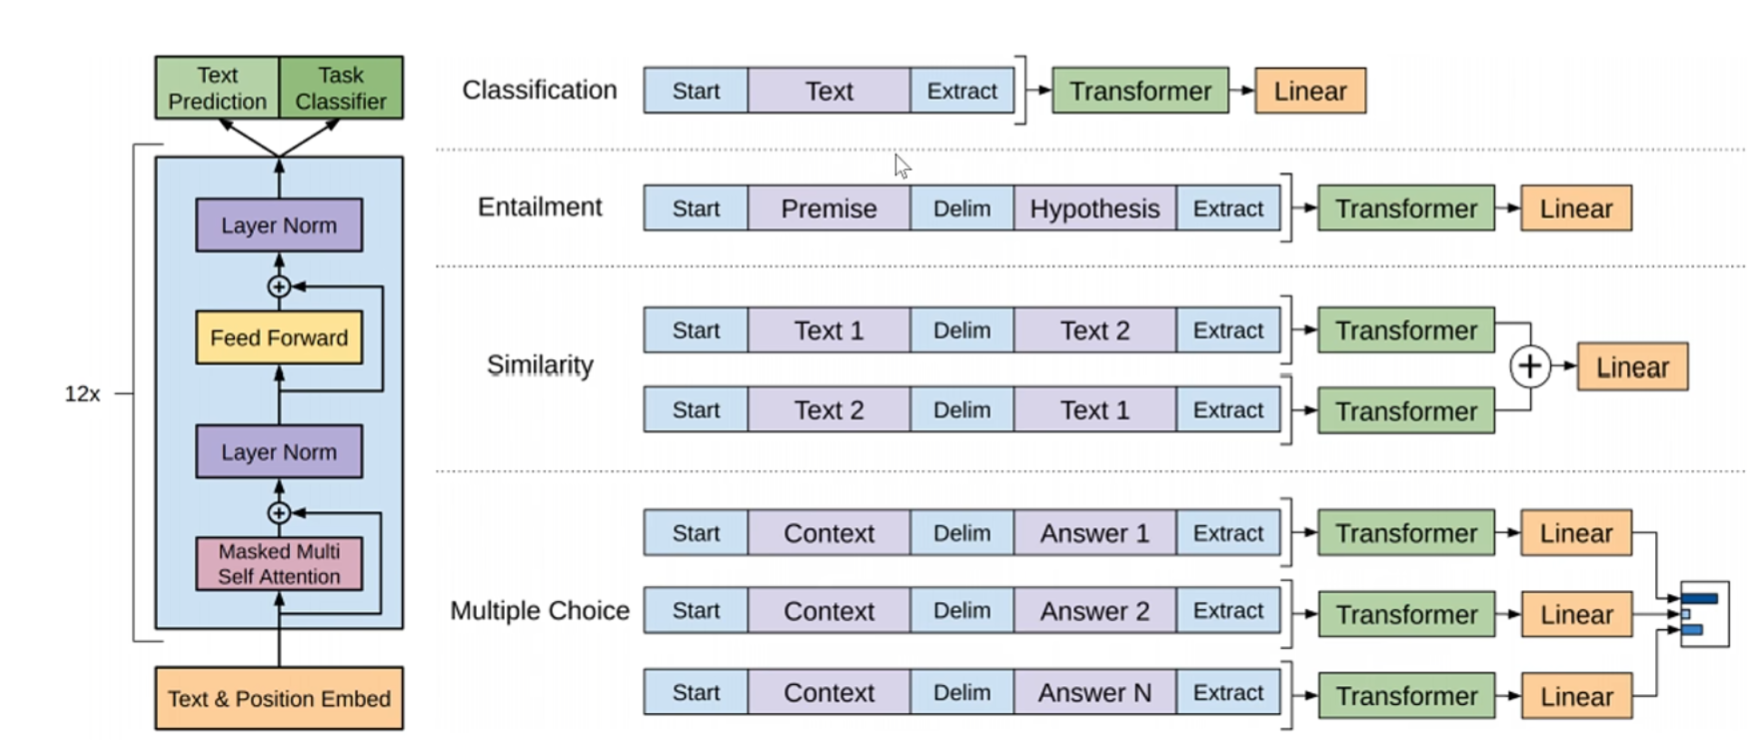 Text
Prediction
Task
Classifier
12x
Layer Norm
Feed Forward
Layer Norm
Masked Multi
Self Attention
Text & Position Embed
Classification Start Text Extract Transformer Linear
Entailment Start Premise Delim Hypothesis Extract Transformer Linear
Similarity
Start Text 1 Delim Text 2 Extract Transformer
Start Text 2 Delim Text 1 Extract Transformer
Linear
Multiple Choice
Start Context Delim Answer 1 Extract Transformer Linear
Start Context Delim Answer 2 Extract Transformer Linear
Start Context Delim Answer N Extract Transformer Linear